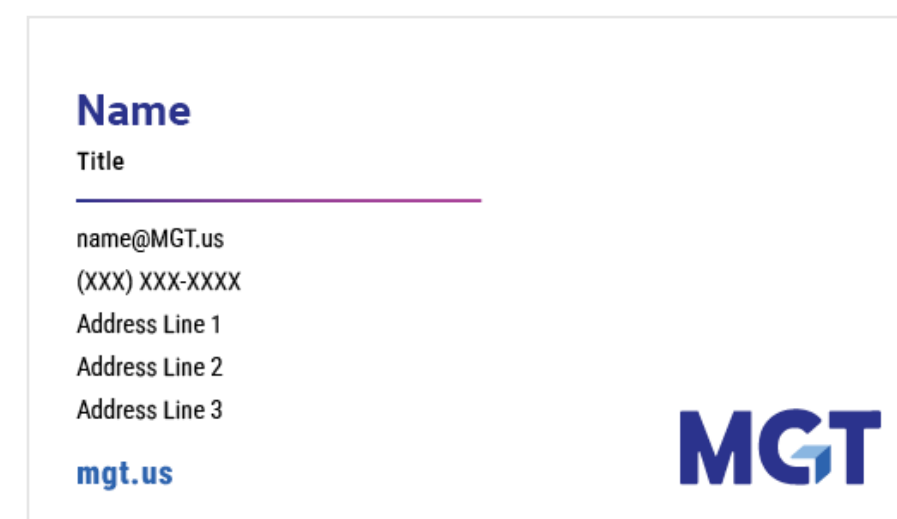 Name
Title
name@MGT.us
(XXX) XXX-XXXX
Address Line 1
Address Line 2
Address Line 3
mgt.us
MGT